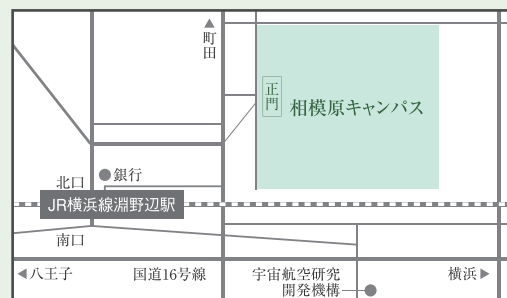 町田
正門
相模原キャンパス
銀行
北口
JR横浜線淵野辺駅
南口
八王子
国道16号線
宇宙航空研究
開発機構
横浜